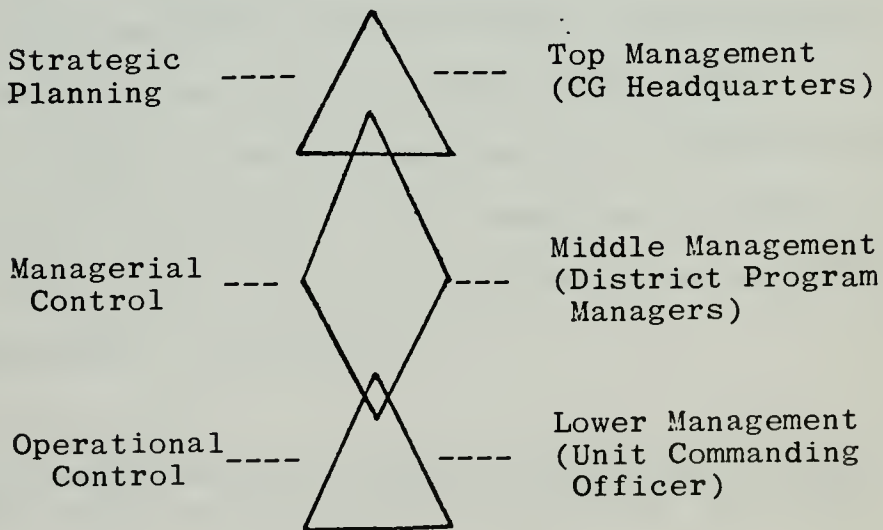 Strategic
Planning
Top Management
(CG Headquarters)
Managerial
Control
Middle Management
(District Program
Managers)
Operational
Control
Lower Management
(Unit Commanding
Officer)